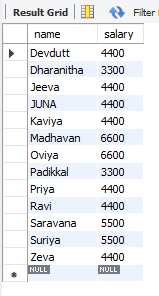 Result Grid Filter
name salary
Devdutt 4400
Dharanitha 3300
Jeeva 4400
JUNA 4400
Kaviya 4400
Madhavan 6600
Oviya 6600
Padikkal 3300
Priya 4400
Ravi 4400
Saravana 5500
Suriya 5500
Zeva 4400
NULL NULL